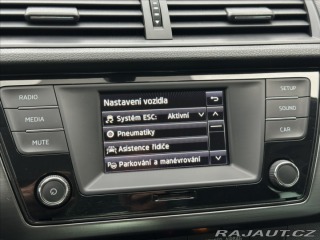 RADIO
MEDIA
MUTE
Nastavení vozidla
Systém ESC: Aktivní
Pneumatiky
Asistence řidiče
Parkování a manévrování
SETUP
SOUND
CAR
RAJAUT.CZ